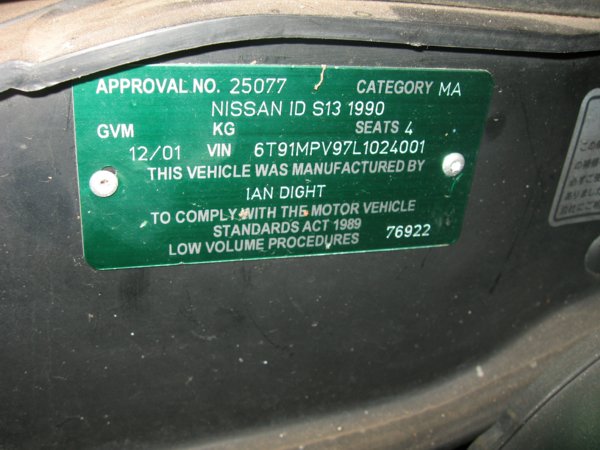 APPROVAL NO. 25077 CATEGORY MA
NISSAN ID S13 1990
GVM KG SEATS 4
12/01 VIN 6T91MPV97L1024001
THIS VEHICLE WAS MANUFACTURED BY
IAN DIGHT
TO COMPLY WITH THE MOTOR VEHICLE
STANDARDS ACT 1989
LOW VOLUME PROCEDURES 76922